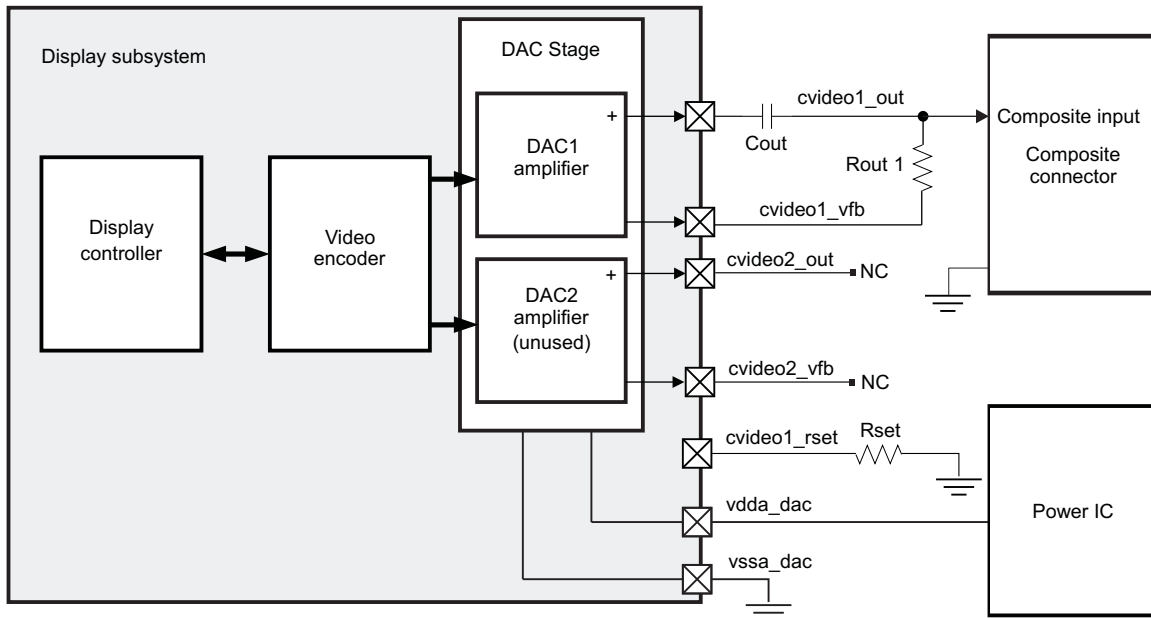 Display subsystem
DAC Stage
+
DAC1
amplifier
Display
controller
Video
encoder
+
DAC2
amplifier
(unused)
cvideo1_out
Cout
Rout 1
cvideo1_vfb
cvideo2_out
NC
cvideo2_vfb
NC
cvideo1_rset
Rset
vdda_dac
vssa_dac
Composite input
Composite
connector
Power IC